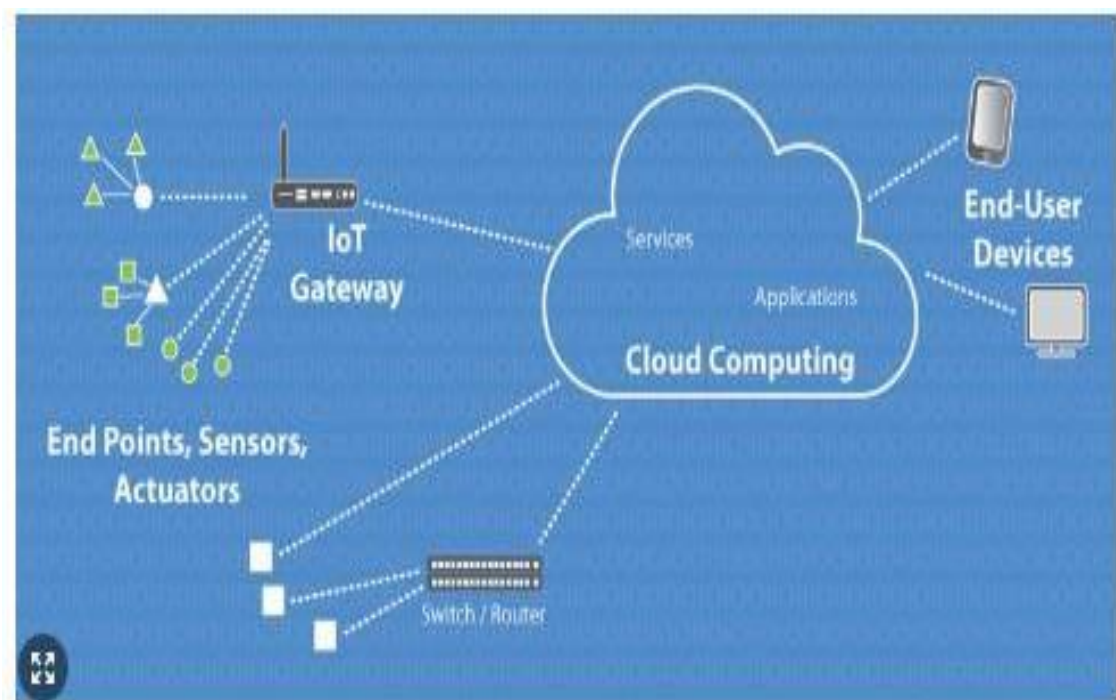 IoT
Gateway
Services
Applications
Cloud Computing
End-User
Devices
End Points, Sensors,
Actuators
Switch / Router